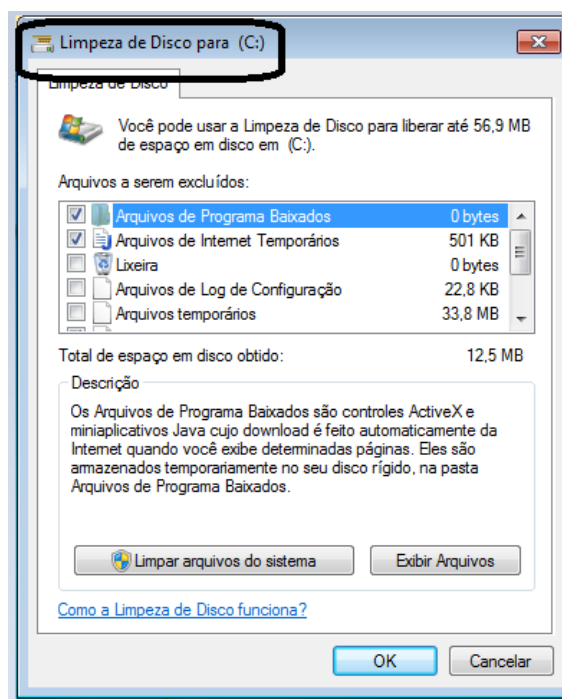 Limpeza de Disco para (C:)
Limpeza de Disco
Você pode usar a Limpeza de Disco para liberar até 56,9 MB
de espaço em disco em (C:).
Arquivos a serem excluídos:
Arquivos de Programa Baixados 0 bytes
Arquivos de Internet Temporários 501 KB
Lixeira 0 bytes
Arquivos de Log de Configuração 22,8 KB
Arquivos temporários 33,8 MB
Total de espaço em disco obtido: 12,5 MB
Descrição
Os Arquivos de Programa Baixados são controles ActiveX e
miniaplicativos Java cujo download é feito automaticamente da
Internet quando você exibe determinadas páginas. Eles são
armazenados temporariamente no seu disco rígido, na pasta
Arquivos de Programa Baixados.
Limpar arquivos do sistema Exibir Arquivos
Como a Limpeza de Disco funciona?
OK Cancelar